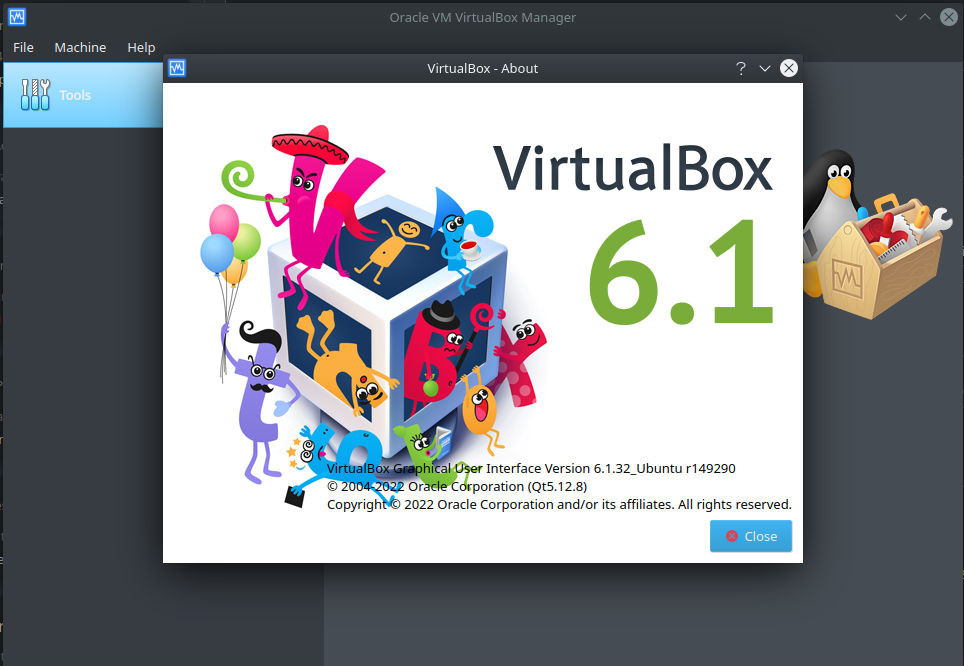 Oracle VM VirtualBox Manager
File Machine Help
VirtualBox - About
Tools
VirtualBox
6.1
VirtualBox Graphical User Interface Version 6.1.32_Ubuntu r149290
© 2004-2022 Oracle Corporation (Qt5.12.8)
Copyright © 2022 Oracle Corporation and/or its affiliates. All rights reserved.
Close